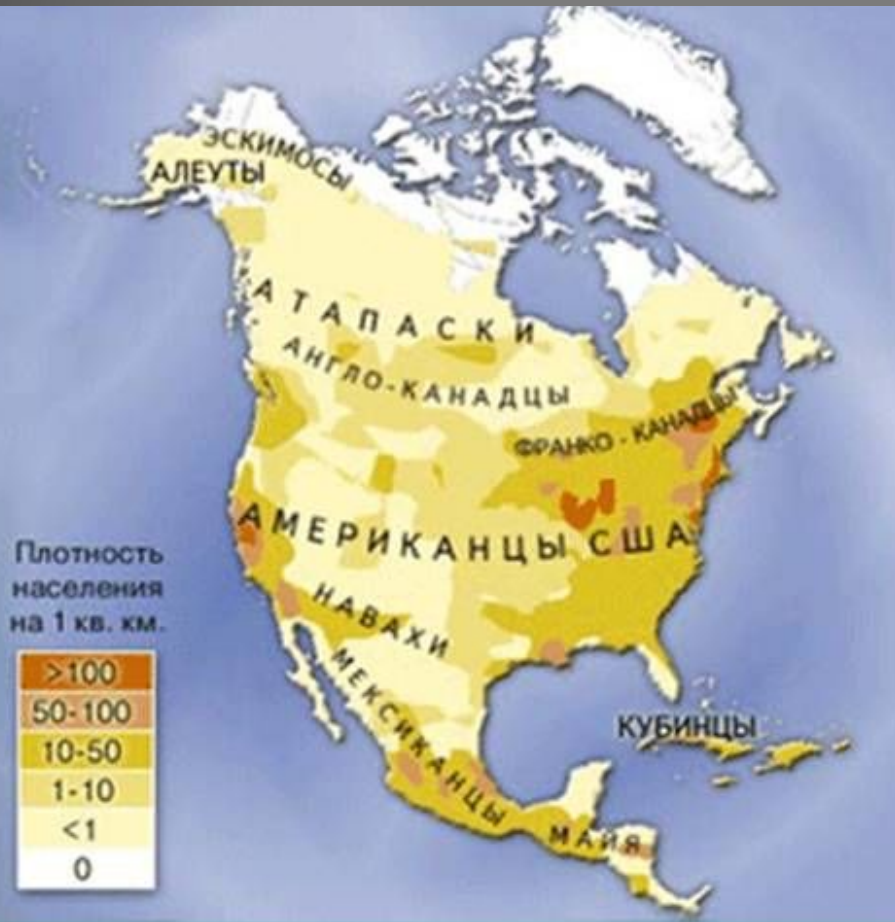 ЭСКИМОСЫ
АЛЕУТЫ
АТАПАСКИ
АНГЛО-КАНАДЦЫ
ФРАНКО - КАНАДЦЫ
АМЕРИКАНЦЫ США
НАВАХИ
МЕКСИКАНЦЫ
КУБИНЦЫ
МАЙЯ
Плотность
населения
на 1 кв. км.
>100
50-100
10-50
1-10
<1
0